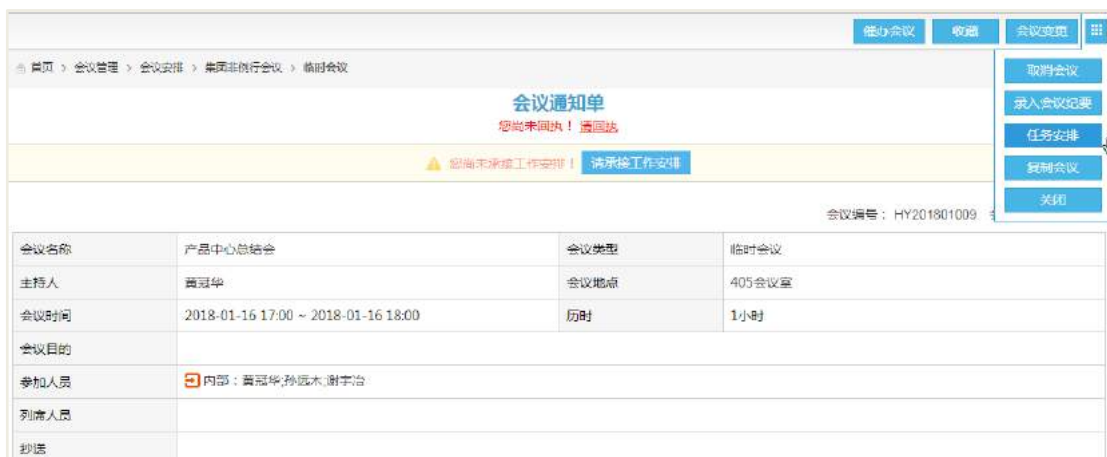 催办会议 收藏 会议变更
首页 > 会议管理 > 会议安排 > 集团非例行会议 > 临时会议
取消会议
会议通知单
录入会议纪要
您尚未回执！请回执
任务安排
您尚未承接工作安排！ 请承接工作安排
复制会议
关闭
会议编号： HY201801009
会议名称 产品中心总结会 会议类型 临时会议
主持人 黄冠华 会议地点 405会议室
会议时间 2018-01-16 17:00 ~ 2018-01-16 18:00 历时 1小时
会议目的
参加人员 内部：黄冠华;孙远木;谢宇冶
列席人员
抄送